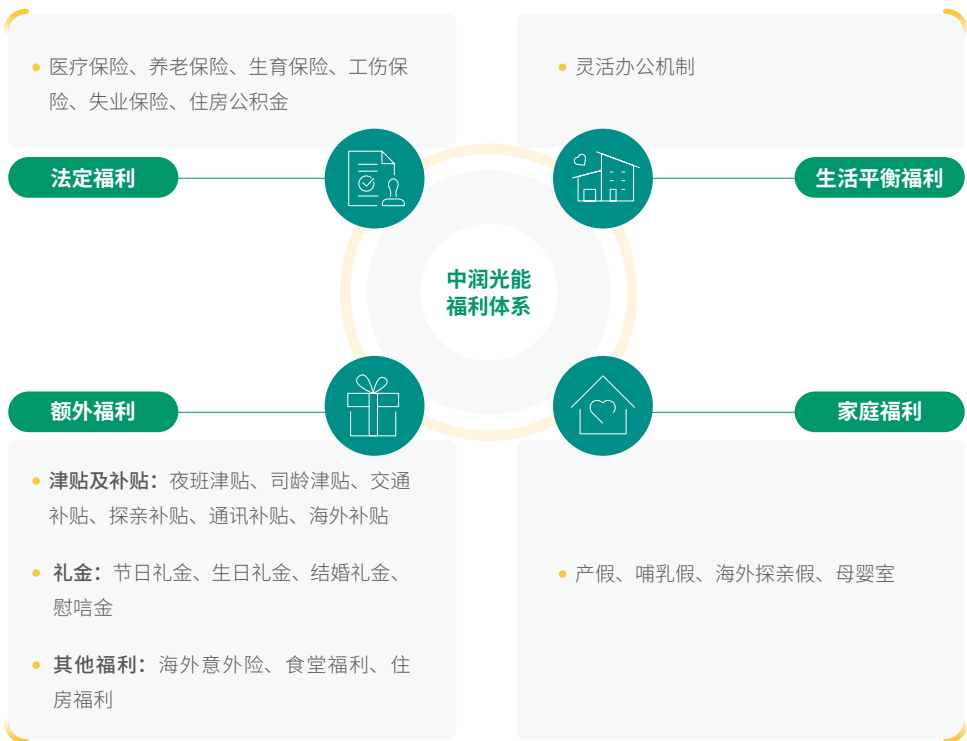 医疗保险、养老保险、生育保险、工伤保
险、失业保险、住房公积金
法定福利
灵活办公机制
生活平衡福利
中润光能
福利体系
额外福利
津贴及补贴：夜班津贴、司龄津贴、交通
补贴、探亲补贴、通讯补贴、海外补贴
礼金：节日礼金、生日礼金、结婚礼金、
慰唁金
其他福利：海外意外险、食堂福利、住
房福利
家庭福利
产假、哺乳假、海外探亲假、母婴室